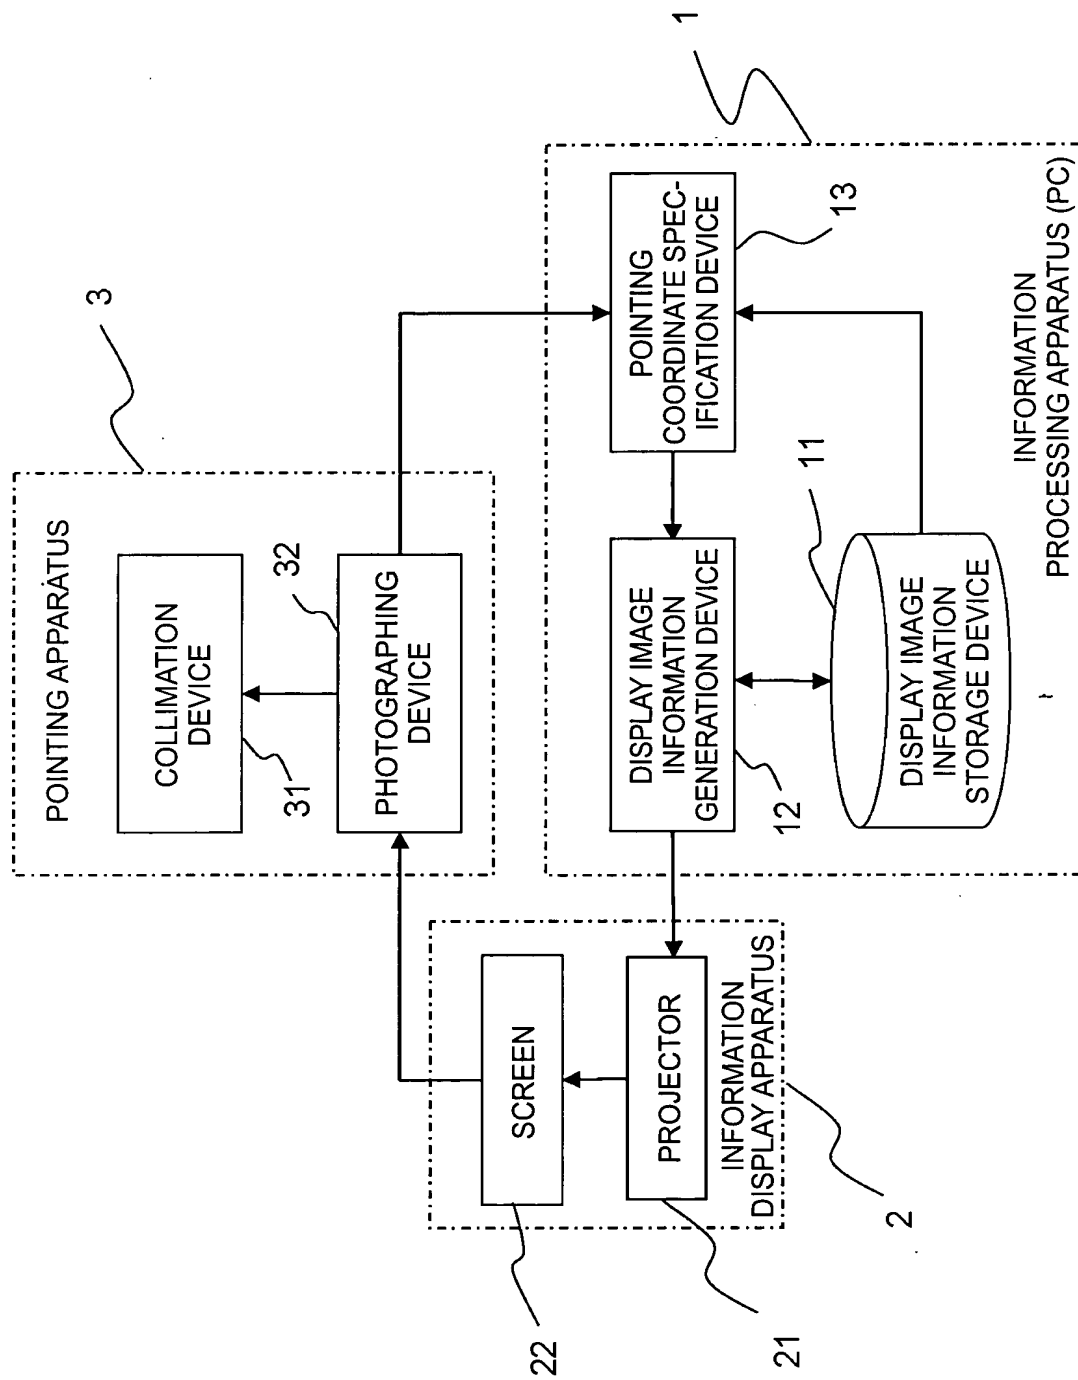 POINTING APPARATUS
3
COLLIMATION
DEVICE
31
PHOTOGRAPHING
DEVICE
32
1
POINTING
COORDINATE SPEC-
IFICATION DEVICE
13
DISPLAY IMAGE
INFORMATION
GENERATION DEVICE
12
DISPLAY IMAGE
INFORMATION
STORAGE DEVICE
11
INFORMATION
PROCESSING APPARATUS (PC)
SCREEN
22
PROJECTOR
21
INFORMATION
DISPLAY APPARATUS
2